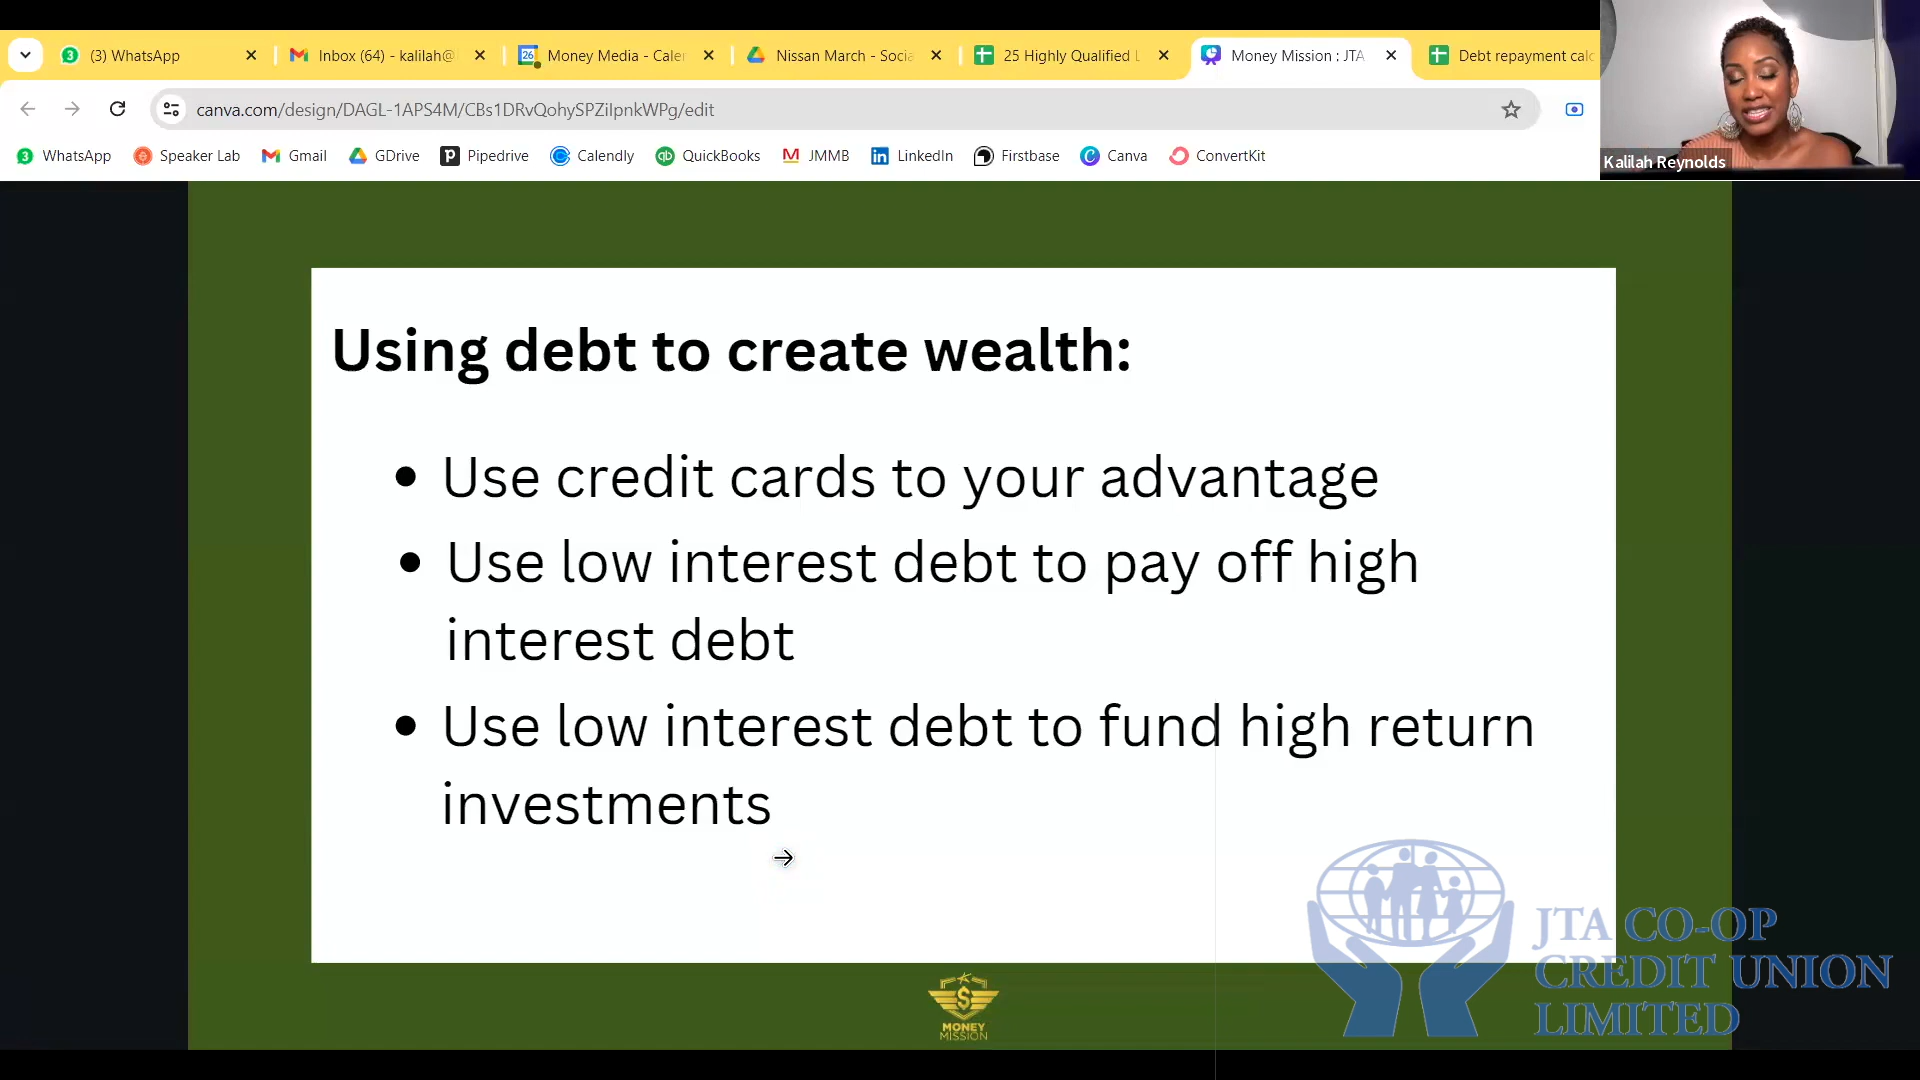 (3) WhatsApp
Inbox (64) - kalilah@
26
Money Media - Caler
Nissan March - Socia
25 Highly Qualified L
Money Mission : JTA
Debt repayment calc
canva.com/design/DAGL-1APS4M/CBs1DRvQohySPZiIpnkWPg/edit
WhatsApp
Speaker Lab
Gmail
GDrive
Pipedrive
Calendly
QuickBooks
JMMB
LinkedIn
Firstbase
Canva
ConvertKit
Kalilah Reynolds
Using debt to create wealth:
Use credit cards to your advantage
Use low interest debt to pay off high
interest debt
Use low interest debt to fund high return
investments
JTA CO-OP
CREDIT UNION
LIMITED
MONEY
MISSION